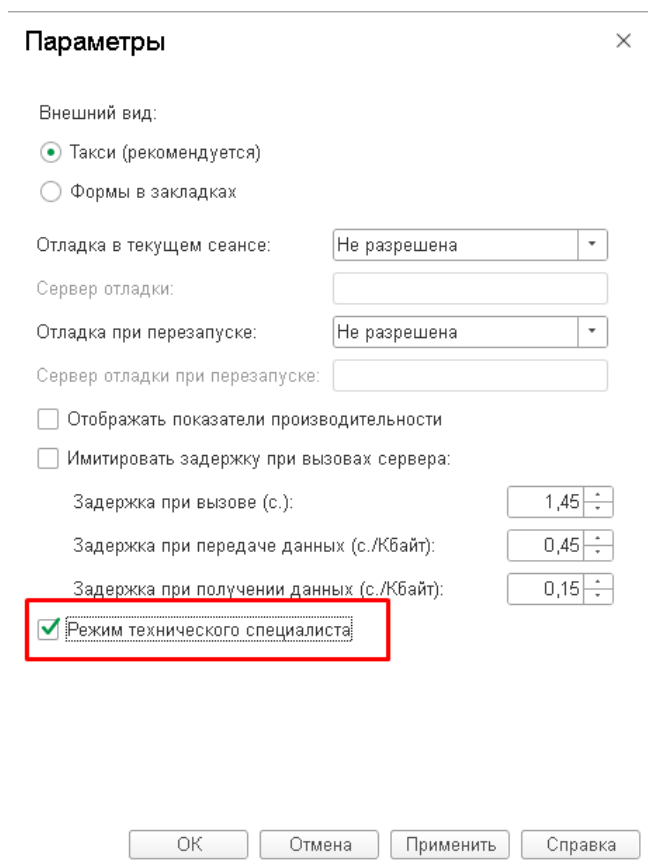 Параметры
Внешний вид:
Такси (рекомендуется)
Формы в закладках
Отладка в текущем сеансе: Не разрешена
Сервер отладки:
Отладка при перезапуске: Не разрешена
Сервер отладки при перезапуске:
Отображать показатели производительности
Имитировать задержку при вызовах сервера:
Задержка при вызове (с.): 1,45
Задержка при передаче данных (с./Кбайт): 0,45
Задержка при получении данных (с./Кбайт): 0,15
Режим технического специалиста
ОК Отмена Применить Справка